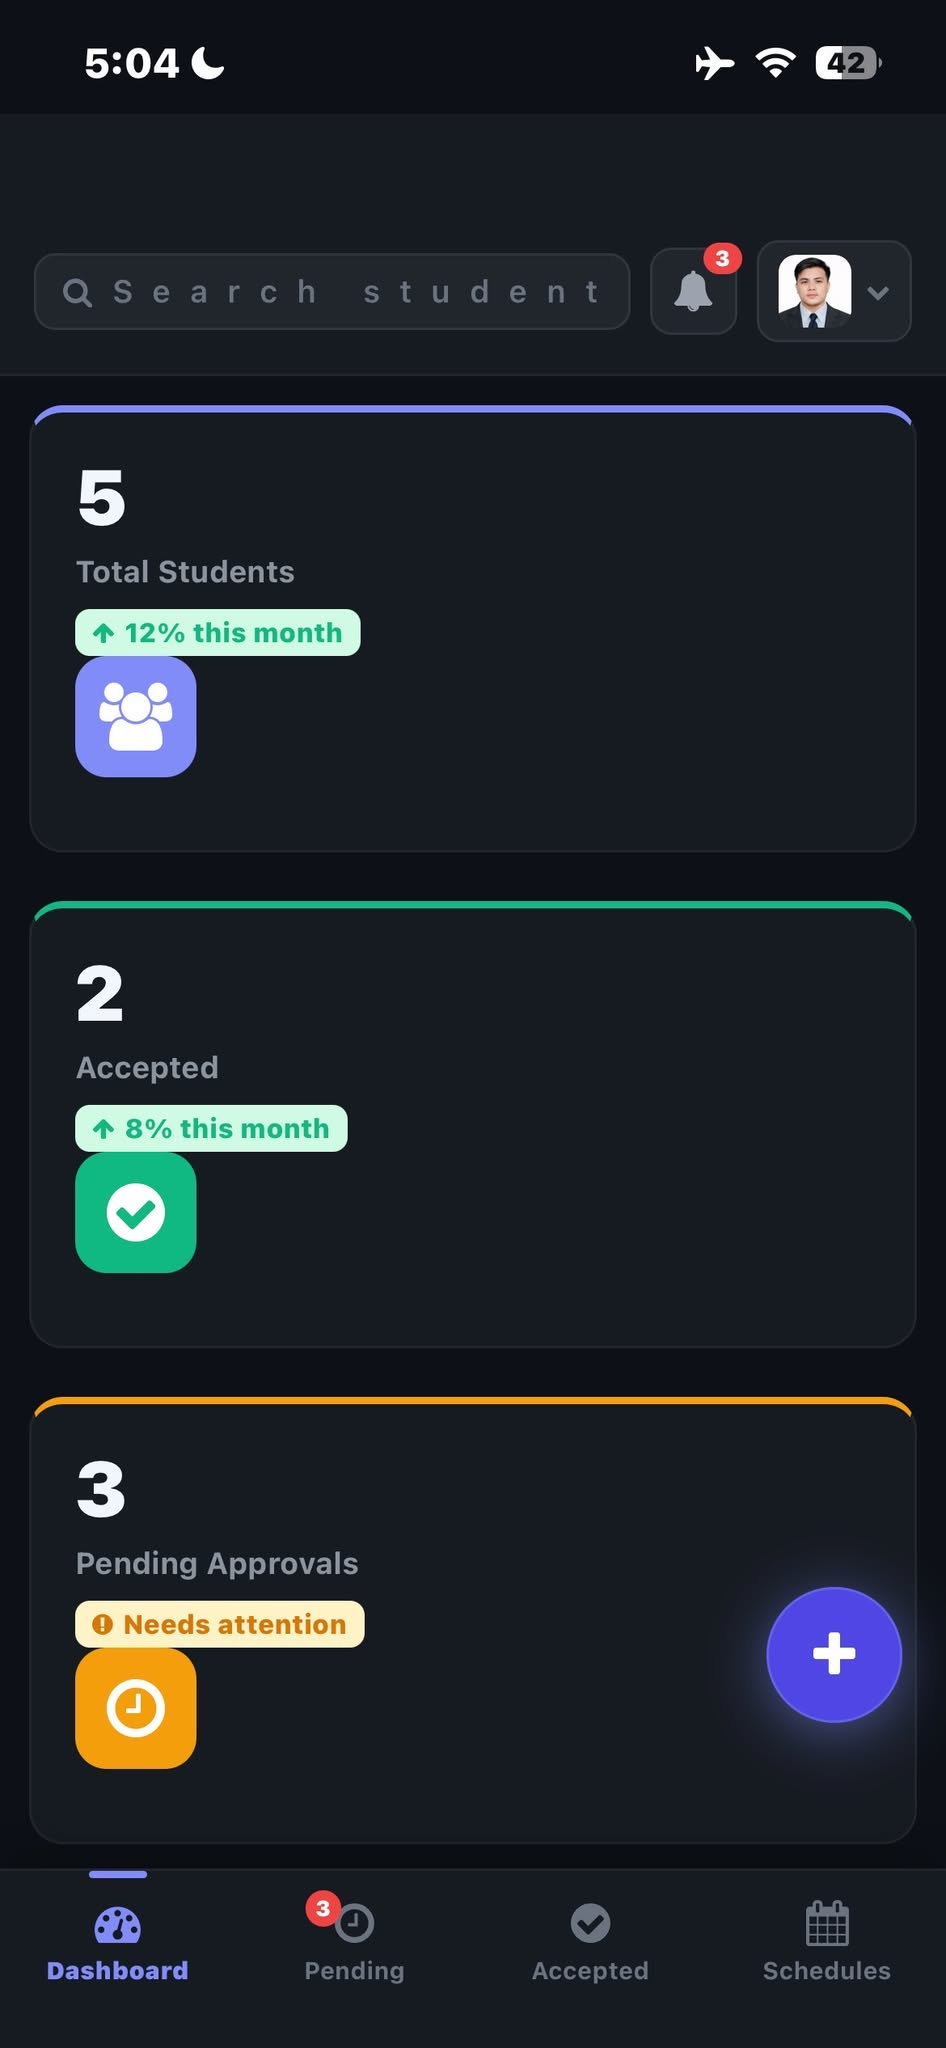 5:04 42
Search student
3
5
Total Students
12% this month
2
Accepted
8% this month
3
Pending Approvals
Needs attention
3
Dashboard Pending Accepted Schedules